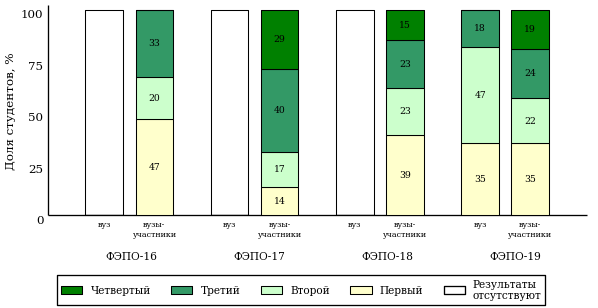 Доля студентов, %
100
75
50
25
0
33
20
47
29
40
17
14
15
23
23
39
18
47
35
19
24
22
35
вуз
вузы-
участники
вуз
вузы-
участники
вуз
вузы-
участники
вуз
вузы-
участники
ФЭПО-16
ФЭПО-17
ФЭПО-18
ФЭПО-19
Четвертый
Третий
Второй
Первый
Результаты
отсутствуют